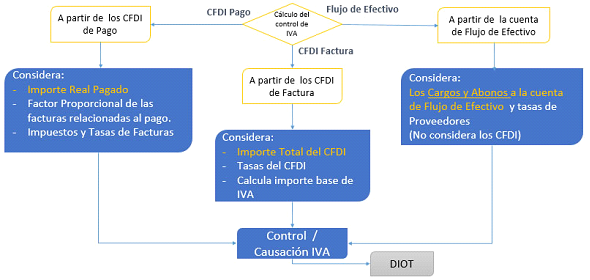 CFDI Pago
Flujo de Efectivo
Cálculo del
control de
IVA
CFDI Factura
A partir de los CFDI
de Pago
A partir de los CFDI
de Factura
A partir de la cuenta
de Flujo de Efectivo
Considera:
- Importe Real Pagado
- Factor Proporcional de las
facturas relacionadas al pago.
- Impuestos y Tasas de Facturas
Considera:
- Importe Total del CFDI
- Tasas del CFDI
- Calcula importe base de
IVA
Considera:
Los Cargos y Abonos a la cuenta
de Flujo de Efectivo y tasas de
Proveedores
(No considera los CFDI)
Control /
Causación IVA
DIOT